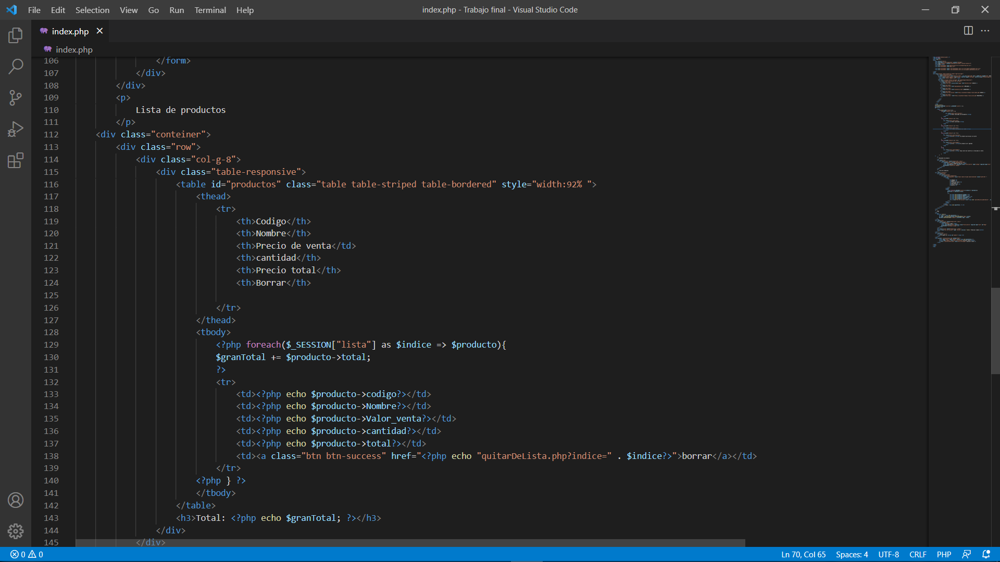 File Edit Selection View Go Run Terminal Help
index.php - Trabajo final - Visual Studio Code
index.php
index.php
106 </form>
107 </div>
108 </div>
109 <p>
110 Lista de productos
111 </p>
112 <div class="conteiner">
113 <div class="row">
114 <div class="col-g-8">
115 <div class="table-responsive">
116 <table id="productos" class="table table-striped table-bordered" style="width:92% ">
117 <thead>
118 <tr>
119 <th>Codigo</th>
120 <th>Nombre</th>
121 <th>Precio de venta</td>
122 <th>cantidad</th>
123 <th>Precio total</th>
124 <th>Borrar</th>
125
126 </tr>
127 </thead>
128 <tbody>
129 <?php foreach($_SESSION["lista"] as $indice => $producto){
130 $granTotal += $producto->total;
131 ?>
132 <tr>
133 <td><?php echo $producto->codigo?></td>
134 <td><?php echo $producto->Nombre?></td>
135 <td><?php echo $producto->Valor_venta?></td>
136 <td><?php echo $producto->cantidad?></td>
137 <td><?php echo $producto->total?></td>
138 <td><a class="btn btn-success" href="<?php echo "quitarDeLista.php?indice=" . $indice?>">borrar</a></td>
139 </tr>
140 <?php } ?>
141 </tbody>
142 </table>
143 <h3>Total: <?php echo $granTotal; ?></h3>
144 </div>
145 </div>
0 0 Ln 70, Col 65 Spaces: 4 UTF-8 CRLF PHP